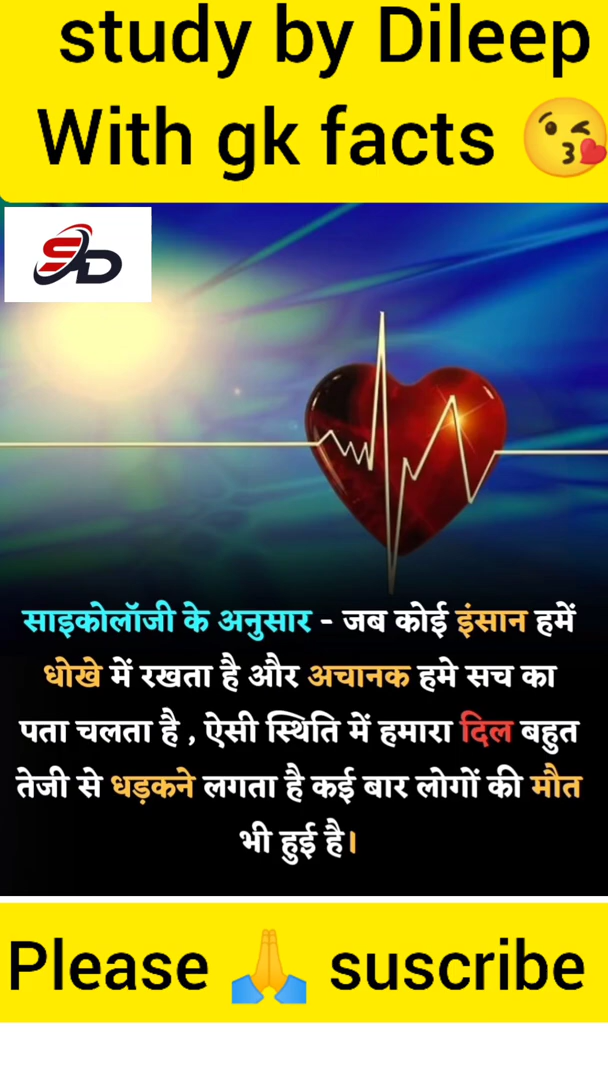 study by Dileep
With gk facts 😘
SD
साइकोलॉजी के अनुसार - जब कोई इंसान हमें
धोखे में रखता है और अचानक हमे सच का
पता चलता है , ऐसी स्थिति में हमारा दिल बहुत
तेजी से धड़कने लगता है कई बार लोगों की मौत
भी हुई है।
Please 🙏 suscribe